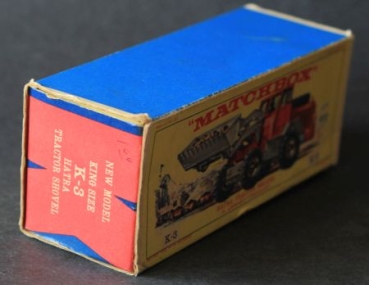 "MATCHBOX"
K-3
NEW MODEL
KING SIZE
K-3
HATRA
TRACTOR SHOVEL